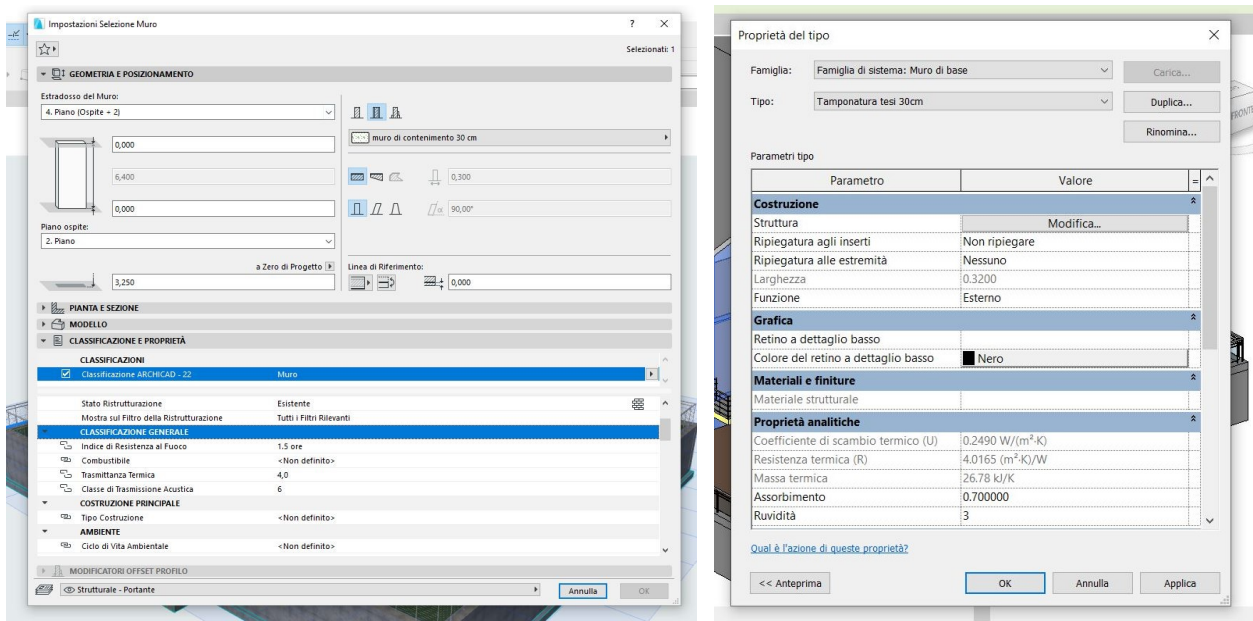 Impostazioni Selezione Muro
? ×
Selezionati: 1
GEOMETRIA E POSIZIONAMENTO
Estradosso del Muro:
4. Piano (Ospite + 2)
0,000
6,400
0,000
Piano ospite:
2. Piano
a Zero di Progetto
3,250
muro di contenimento 30 cm
0,300
90,00°
Linea di Riferimento:
0,000
PIANTA E SEZIONE
MODELLO
CLASSIFICAZIONE E PROPRIETÀ
CLASSIFICAZIONI
Classificazione ARCHICAD - 22 Muro
Stato Ristrutturazione Esistente
Mostra sul Filtro della Ristrutturazione Tutti i Filtri Rilevanti
CLASSIFICAZIONE GENERALE
Indice di Resistenza al Fuoco 1.5 ore
Combustibile <Non definito>
Trasmittanza Termica 4,0
Classe di Trasmissione Acustica 6
COSTRUZIONE PRINCIPALE
Tipo Costruzione <Non definito>
AMBIENTE
Ciclo di Vita Ambientale <Non definito>
MODIFICATORI OFFSET PROFILO
Strutturale - Portante
Annulla
OK
Proprietà del tipo
Famiglia: Famiglia di sistema: Muro di base
Carica...
Tipo: Tamponatura tesi 30cm
Duplica...
Rinomina...
Parametri tipo
Parametro Valore =
Costruzione
Struttura Modifica...
Ripiegatura agli inserti Non ripiegare
Ripiegatura alle estremità Nessuno
Larghezza 0.3200
Funzione Esterno
Grafica
Retino a dettaglio basso
Colore del retino a dettaglio basso Nero
Materiali e finiture
Materiale strutturale
Proprietà analitiche
Coefficiente di scambio termico (U) 0.2490 W/(m²·K)
Resistenza termica (R) 4.0165 (m²·K)/W
Massa termica 26.78 kJ/K
Assorbimento 0.700000
Ruvidità 3
Qual è l'azione di queste proprietà?
<< Anteprima
OK
Annulla
Applica